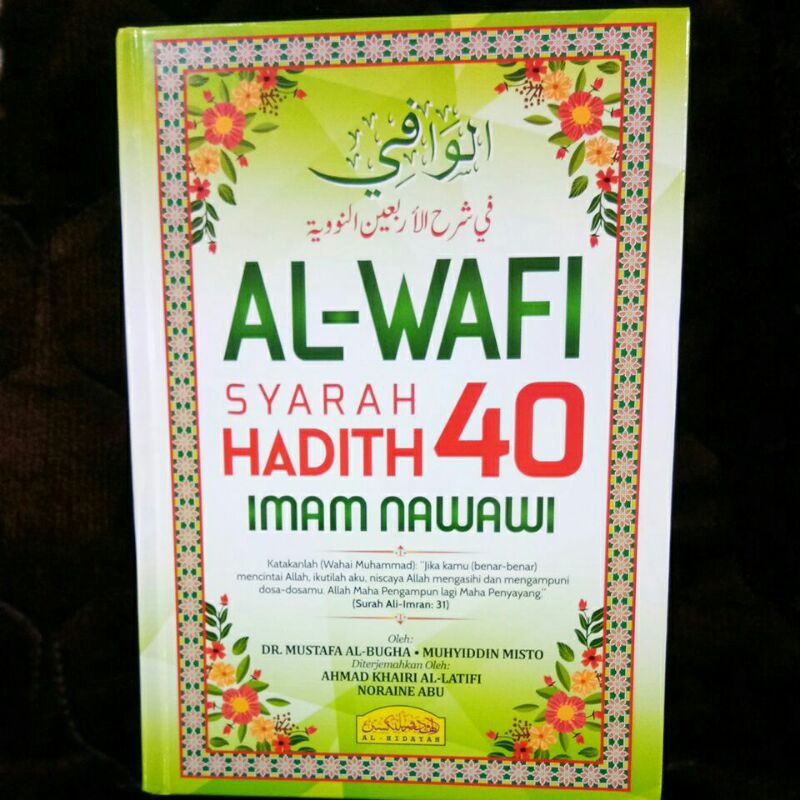 الوافي
في شرح الأربعين النووية
AL-WAFI
SYARAH
HADITH 40
IMAM NAWAWI
Katakanlah (Wahai Muhammad): "Jika kamu (benar-benar)
mencintai Allah, ikutilah aku, niscaya Allah mengasihi dan mengampuni
dosa-dosamu. Allah Maha Pengampun lagi Maha Penyayang."
(Surah Ali-Imran: 31)
Oleh:
DR. MUSTAFA AL-BUGHA • MUHYIDDIN MISTO
Diterjemahkan Oleh:
AHMAD KHAIRI AL-LATIFI
NORAINE ABU
AL-HIDAYAH